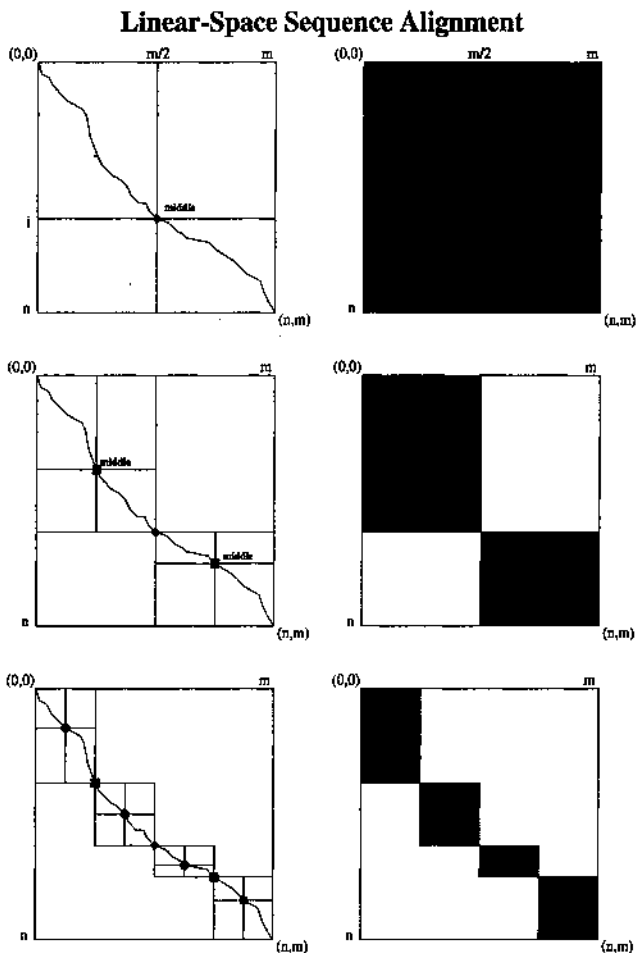 Linear-Space Sequence Alignment
(0,0) m/2 m
(0,0) m/2 m
middle
i
n
(n,m)
n
(n,m)
(0,0) m
(0,0) m
middle
middle
n
(n,m)
n
(n,m)
(0,0) m
(0,0) m
n
(n,m)
n
(n,m)